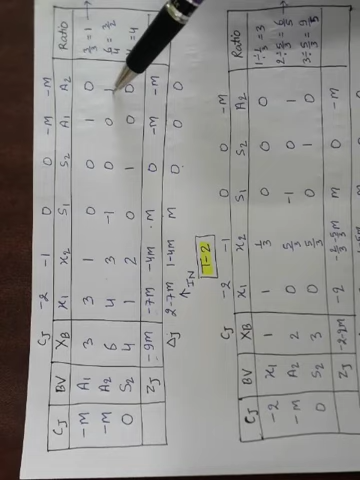 CJ -2 -1 0 0 -M -M
CJ BV XB x1 x2 S1 S2 A1 A2 Ratio
-M A1 3 3 1 0 0 1 0 3/3 = 1
-M A2 6 4 3 -1 0 0 1 6/4 = 3/2
0 S2 4 1 2 0 1 0 0 = 4
ZJ -9M -7M -4M M 0 -M -M
ΔJ 2-7M 1-4M M 0 0 0
↑IN
T-2
CJ -2 -1 0 0 -M
CJ BV XB x1 x2 S1 S2 A2 Ratio
-2 x1 1 1 1/3 0 0 0 1÷1/3 = 3
-M A2 2 0 5/3 -1 0 1 2÷5/3 = 6/5
0 S2 3 0 5/3 0 1 0 3÷5/3 = 9/5
ZJ -2-2M -2 -2/3-5/3M M 0 -M